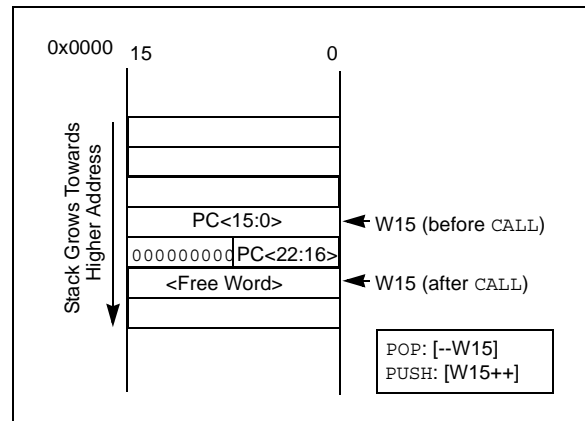 0x0000
15 0
Stack Grows Towards
Higher Address
PC<15:0>
W15 (before CALL)
000000000 PC<22:16>
<Free Word>
W15 (after CALL)
POP: [--W15]
PUSH: [W15++]